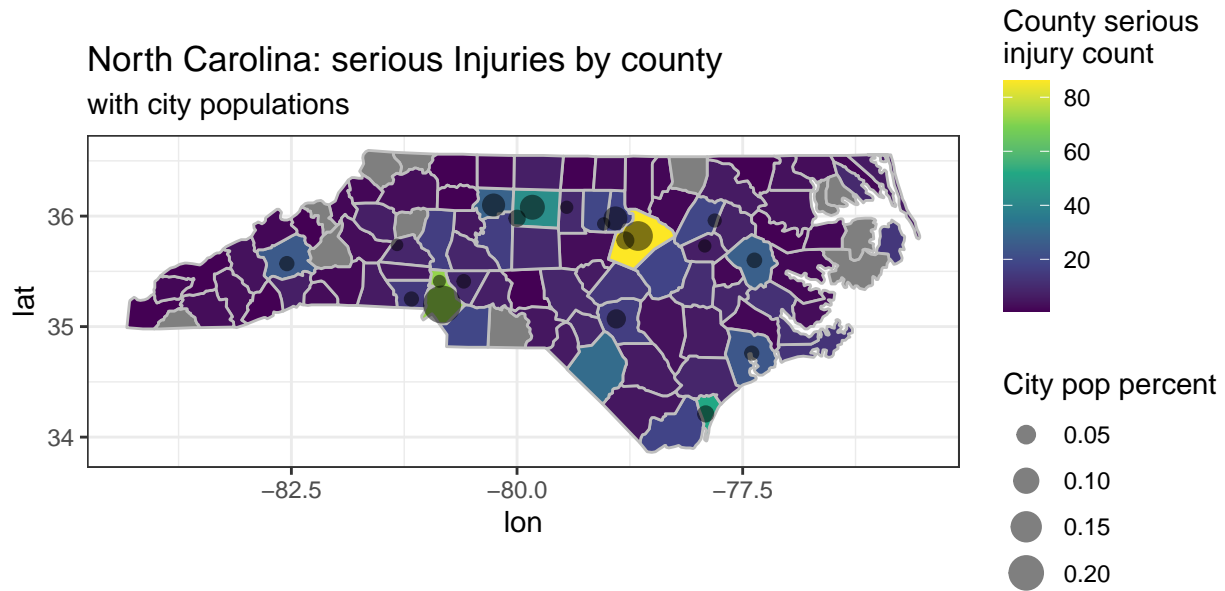 North Carolina: serious Injuries by county
with city populations
36
35
34
lat
−82.5
−80.0
−77.5
lon
County serious
injury count
80
60
40
20
City pop percent
0.05
0.10
0.15
0.20